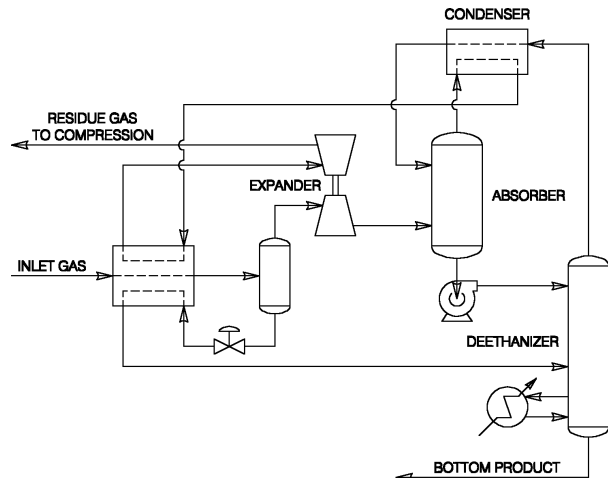 CONDENSER
RESIDUE GAS
TO COMPRESSION
EXPANDER
ABSORBER
INLET GAS
DEETHANIZER
BOTTOM PRODUCT